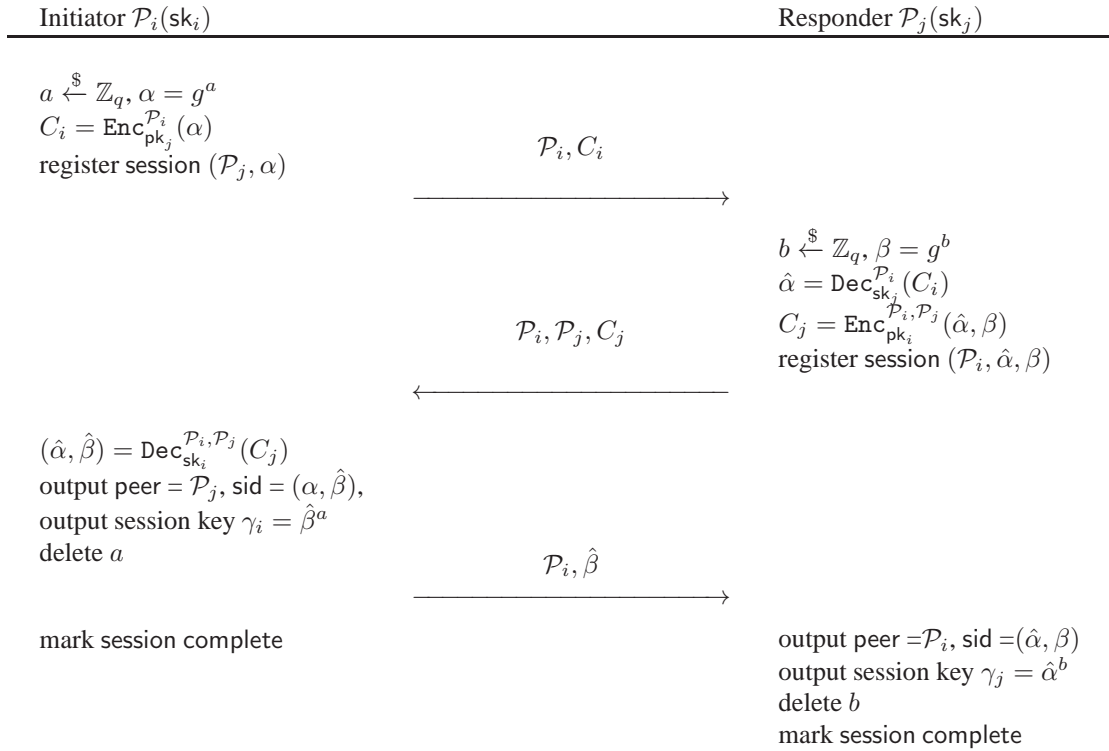 Initiator 𝒫ᵢ(skᵢ)
Responder 𝒫ⱼ(skⱼ)
a ←$ ℤ_q, α = g^a
Cᵢ = Enc^{𝒫ᵢ}_{pkⱼ}(α)
register session (𝒫ⱼ, α)
𝒫ᵢ, Cᵢ
b ←$ ℤ_q, β = g^b
α̂ = Dec^{𝒫ᵢ}_{skⱼ}(Cᵢ)
Cⱼ = Enc^{𝒫ᵢ,𝒫ⱼ}_{pkᵢ}(α̂, β)
register session (𝒫ᵢ, α̂, β)
𝒫ᵢ, 𝒫ⱼ, Cⱼ
(α̂, β̂) = Dec^{𝒫ᵢ,𝒫ⱼ}_{skᵢ}(Cⱼ)
output peer = 𝒫ⱼ, sid = (α, β̂),
output session key γᵢ = β̂^a
delete a
𝒫ᵢ, β̂
mark session complete
output peer =𝒫ᵢ, sid =(α̂, β)
output session key γⱼ = α̂^b
delete b
mark session complete